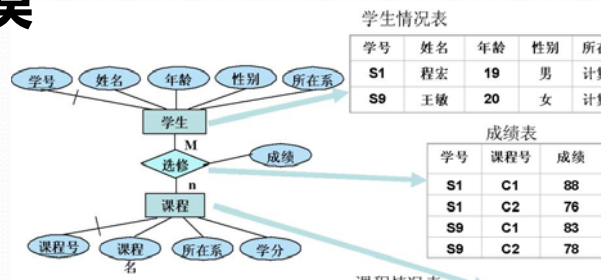 学生情况表
学号 姓名 年龄 性别
S1 程宏 19 男
S9 王敏 20 女
学号 姓名 年龄 性别 所在系
学生
M
选修 成绩
n
课程
课程号 课程名 所在系 学分
成绩表
学号 课程号 成绩
S1 C1 88
S1 C2 76
S9 C1 83
S9 C2 78
课程情况表